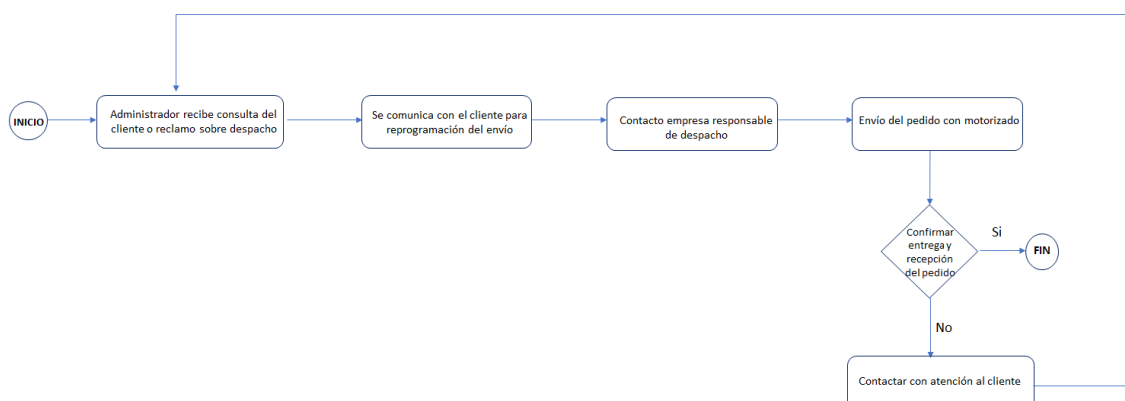 INICIO
Administrador recibe consulta del
cliente o reclamo sobre despacho
Se comunica con el cliente para
reprogramación del envío
Contacto empresa responsable
de despacho
Envío del pedido con motorizado
Confirmar
entrega y
recepción
del pedido
Si
FIN
No
Contactar con atención al cliente